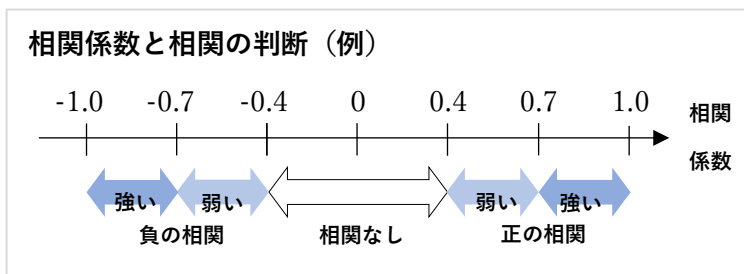 相関係数と相関の判断（例）
-1.0 -0.7 -0.4 0 0.4 0.7 1.0
相関
係数
強い 弱い 弱い 強い
負の相関 相関なし 正の相関